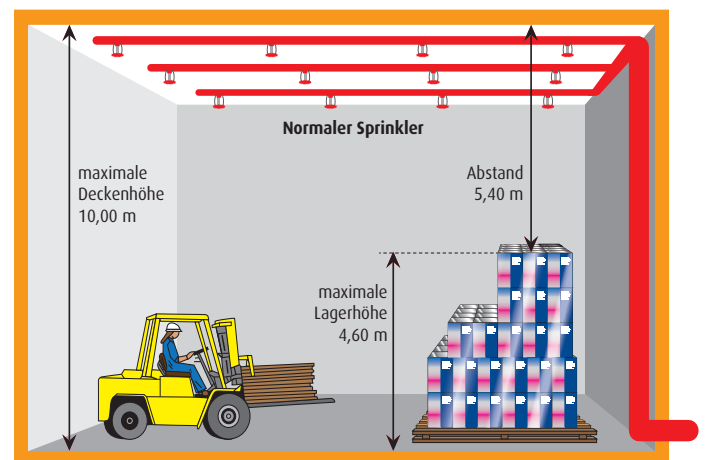 Normaler Sprinkler
maximale
Deckenhöhe
10,00 m
Abstand
5,40 m
maximale
Lagerhöhe
4,60 m